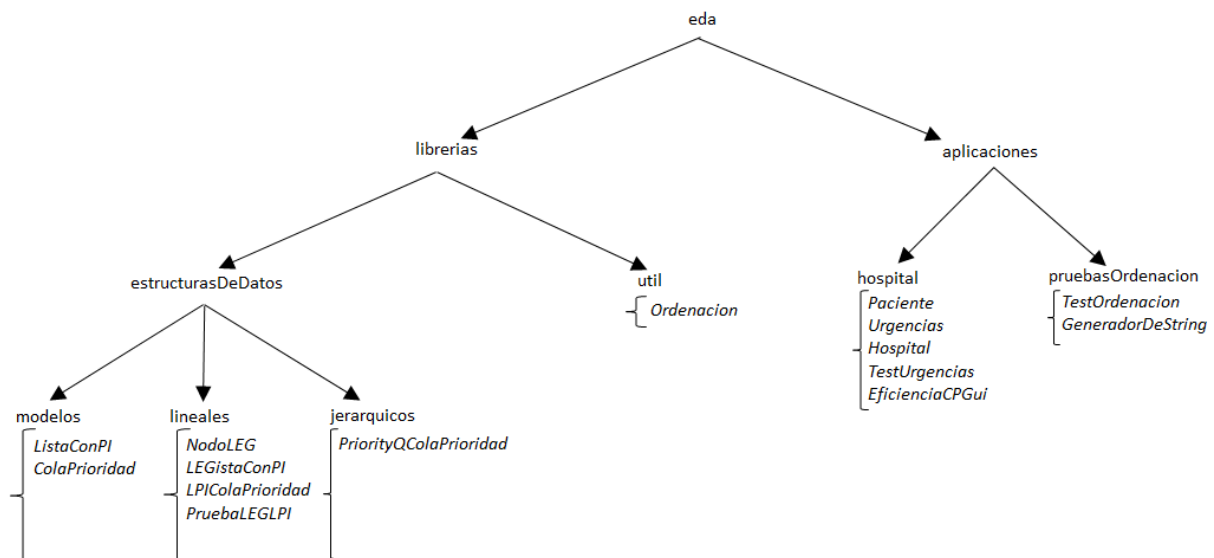 eda
librerias
aplicaciones
estructurasDeDatos
util
Ordenacion
hospital
Paciente
Urgencias
Hospital
TestUrgencias
EficienciaCPGui
pruebasOrdenacion
TestOrdenacion
GeneradorDeString
modelos
ListaConPI
ColaPrioridad
lineales
NodoLEG
LEGistaConPI
LPIColaPrioridad
PruebaLEGLPI
jerarquicos
PriorityQColaPrioridad